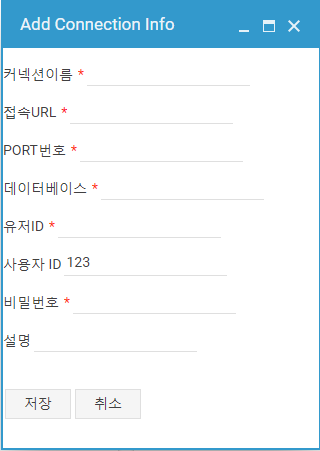 Add Connection Info
커넥션이름 *
접속URL *
PORT번호 *
데이터베이스 *
유저ID *
사용자 ID 123
비밀번호 *
설명
저장 취소